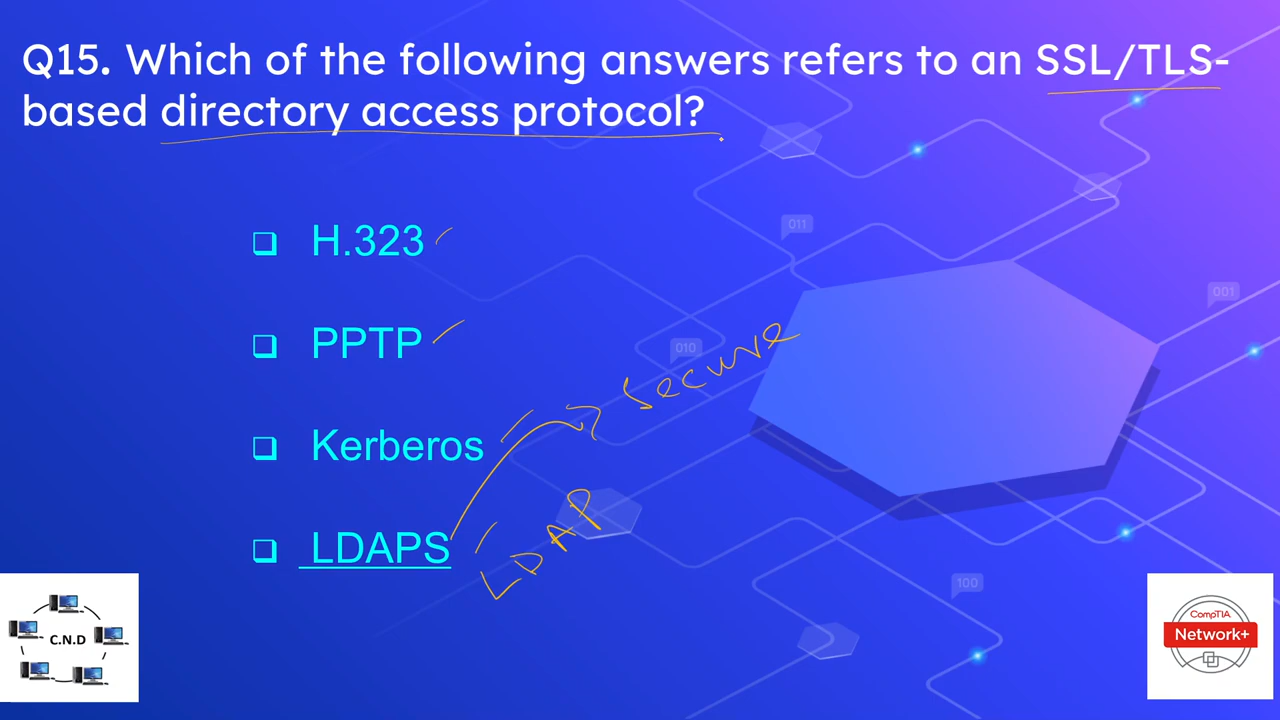 Q15. Which of the following answers refers to an SSL/TLS-
based directory access protocol?
011
H.323
001
PPTP
010
secure
Kerberos
LDAP
LDAPS
100
C.N.D
CompTIA
Network+